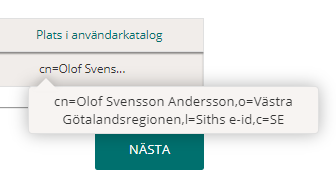 Plats i användarkatalog
cn=Olof Svens...
cn=Olof Svensson Andersson,o=Västra
Götalandsregionen,l=Siths e-id,c=SE
NÄSTA